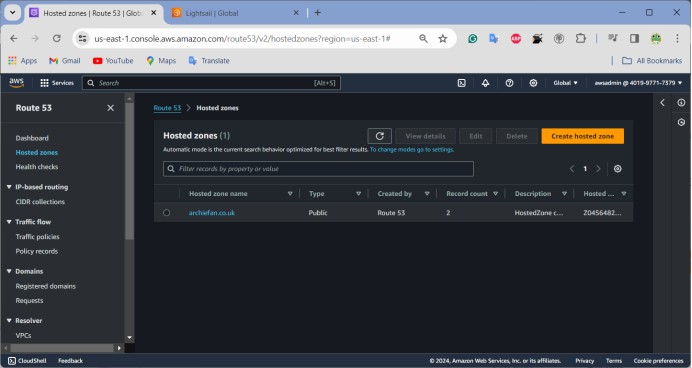 Hosted zones | Route 53 | Glob
Lightsail | Global
us-east-1.console.aws.amazon.com/route53/v2/hostedzones?region=us-east-1#
Apps
Gmail
YouTube
Maps
Translate
All Bookmarks
aws
Services
Search
[Alt+S]
Global
awsadmin @ 4019-9771-7379
Route 53
Dashboard
Hosted zones
Health checks
IP-based routing
CIDR collections
Traffic flow
Traffic policies
Policy records
Domains
Registered domains
Requests
Resolver
VPCs
Route 53 > Hosted zones
Hosted zones (1)
View details
Edit
Delete
Create hosted zone
Automatic mode is the current search behavior optimized for best filter results. To change modes go to settings.
Filter records by property or value
1
Hosted zone name Type Created by Record count Description Hosted ...
archiefan.co.uk Public Route 53 2 HostedZone c... Z0456482...
CloudShell Feedback © 2024, Amazon Web Services, Inc. or its affiliates. Privacy Terms Cookie preferences